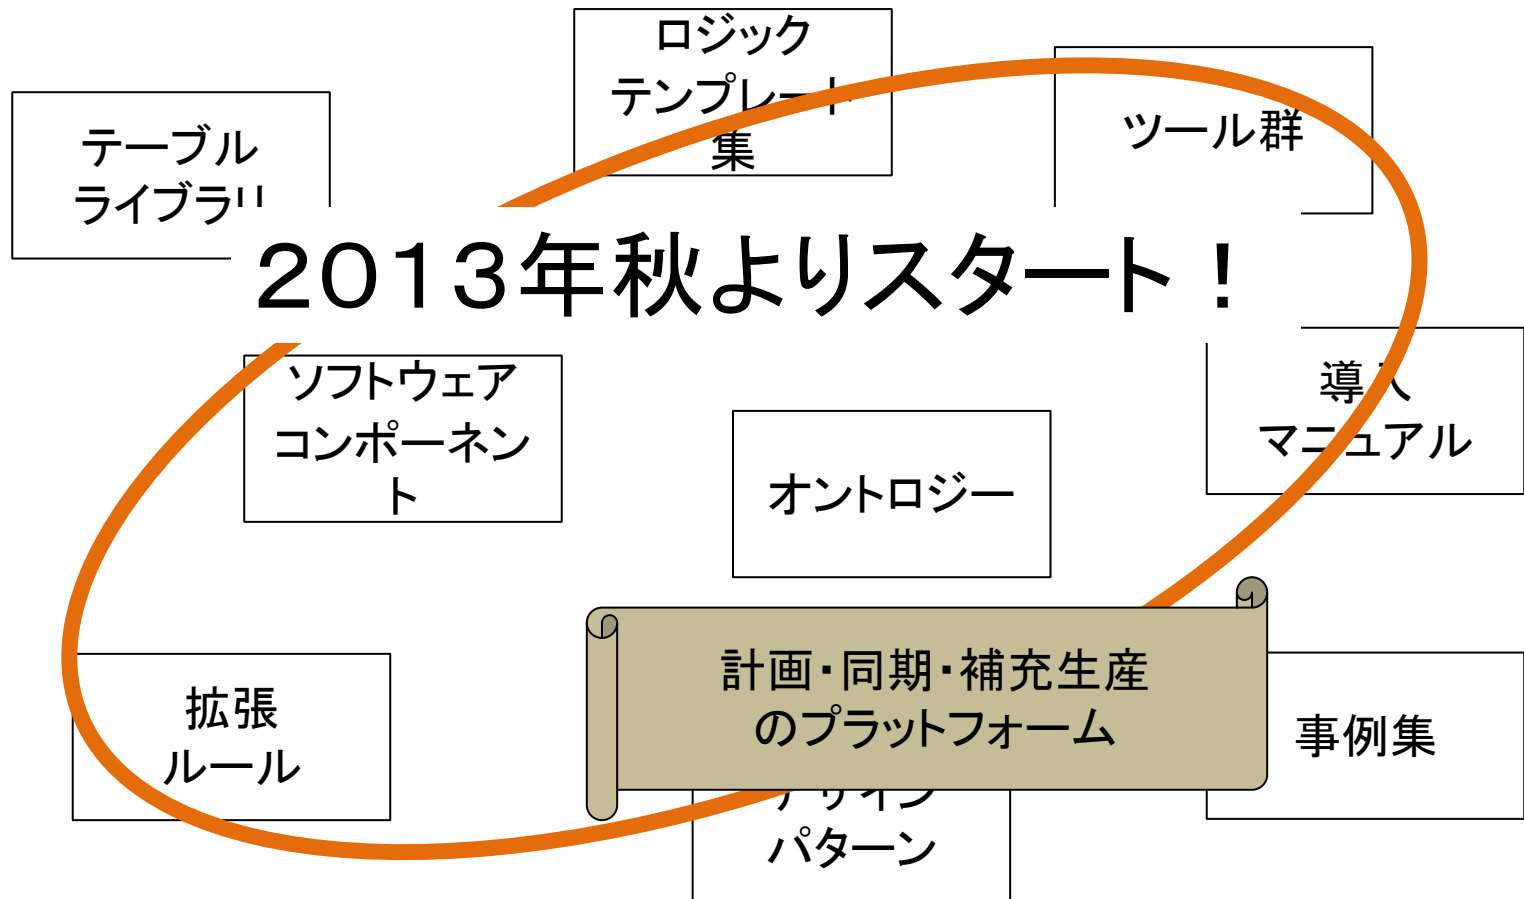 ロジック
テンプレート
集
ツール群
テーブル
ライブラリ
2013年秋よりスタート！
ソフトウェア
コンポーネン
ト
導入
マニュアル
オントロジー
計画・同期・補充生産
のプラットフォーム
拡張
ルール
事例集
デザイン
パターン